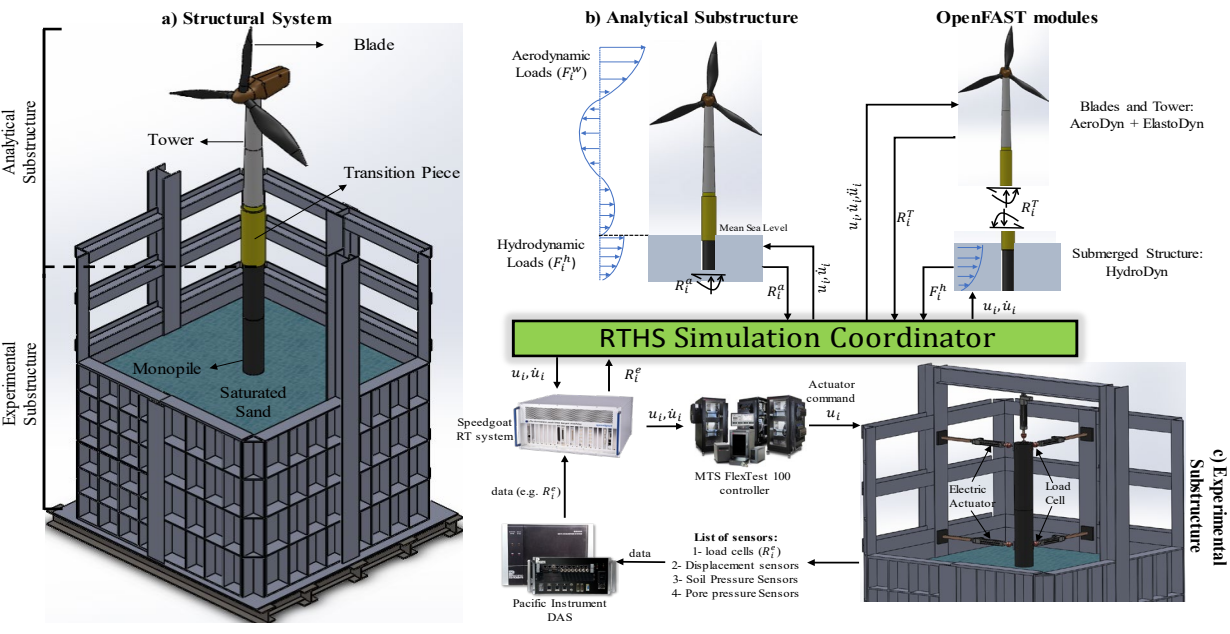 a) Structural System
Blade
Tower
Transition Piece
Monopile
Saturated
Sand
Analytical
Substructure
Experimental
Substructure
b) Analytical Substructure
OpenFAST modules
Aerodynamic
Loads (F_i^w)
Hydrodynamic
Loads (F_i^h)
Mean Sea Level
R_i^a
R_i^a
u_i, u̇_i
u_i, u̇_i, ü_i
R_i^T
Blades and Tower:
AeroDyn + ElastoDyn
R_i^T
Submerged Structure:
HydroDyn
F_i^h
u_i, u̇_i
RTHS Simulation Coordinator
u_i, u̇_i
R_i^e
Speedgoat
RT system
u_i, u̇_i
MTS FlexTest 100
controller
Actuator
command
u_i
data (e.g. R_i^e)
List of sensors:
1- load cells (R_i^e)
2- Displacement sensors
3- Soil Pressure Sensors
4- Pore pressure Sensors
data
Pacific Instrument
DAS
Electric
Actuator
Load
Cell
c) Experimental
Substructure